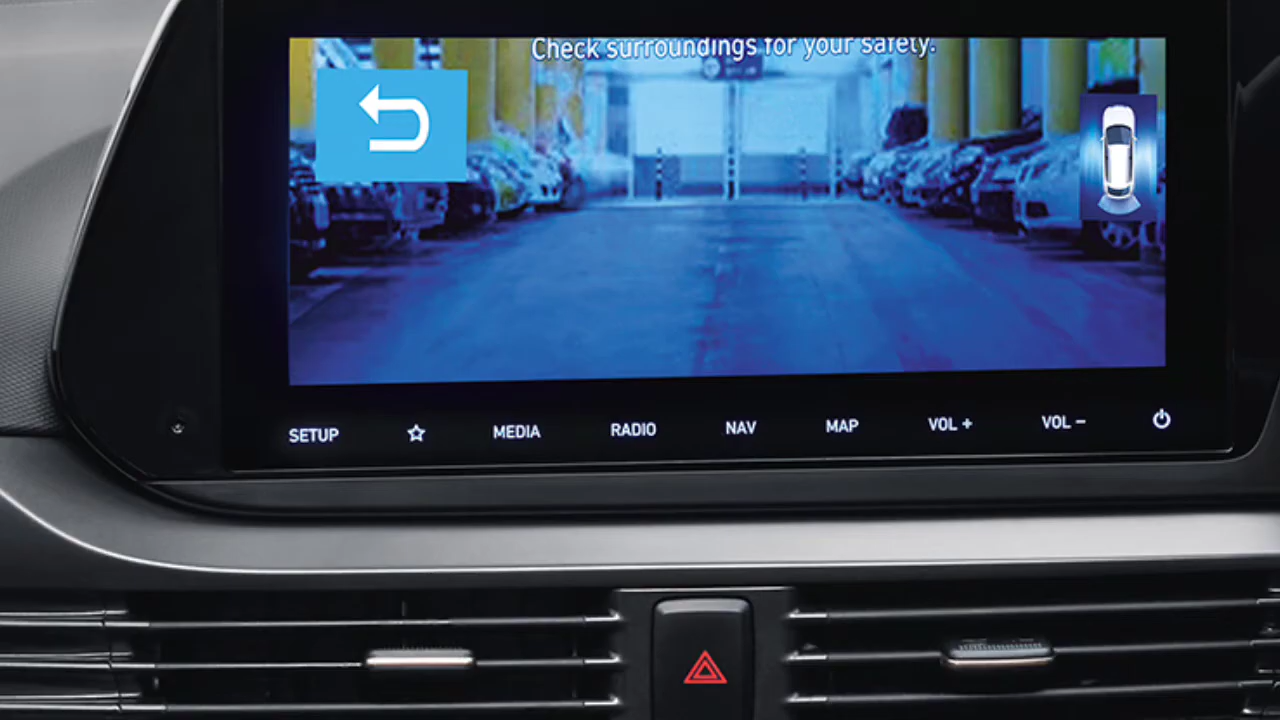 Check surroundings for your safety.
SETUP MEDIA RADIO NAV MAP VOL + VOL −